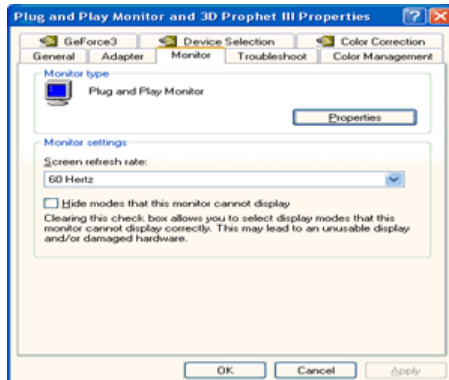 Plug and Play Monitor and 3D Prophet III Properties
GeForce3 Device Selection Color Correction
General Adapter Monitor Troubleshoot Color Management
Monitor type
Plug and Play Monitor
Properties
Monitor settings
Screen refresh rate:
60 Hertz
Hide modes that this monitor cannot display
Clearing this check box allows you to select display modes that this
monitor cannot display correctly. This may lead to an unusable display
and/or damaged hardware.
OK Cancel Apply